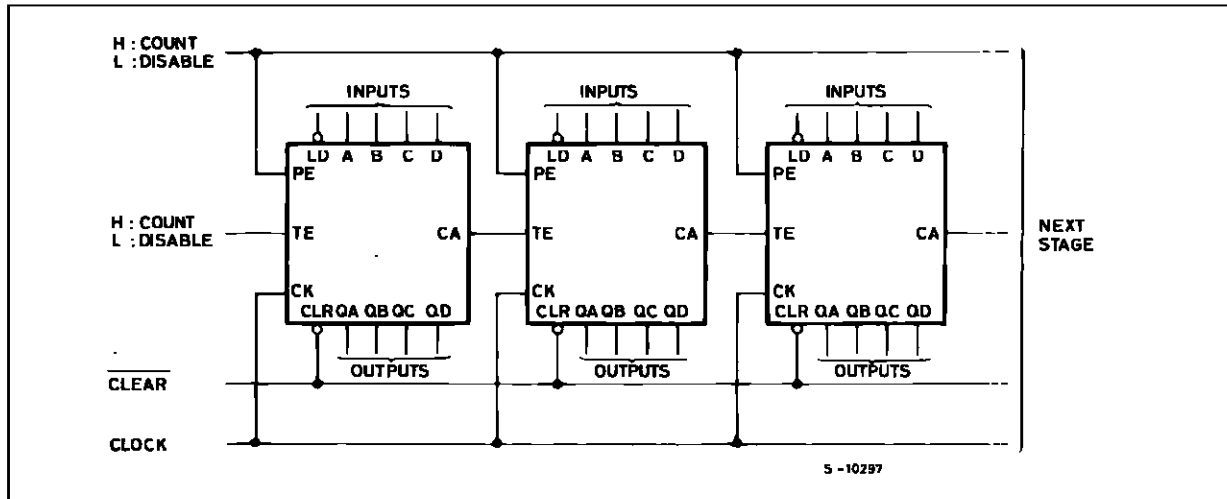 H : COUNT
L : DISABLE
INPUTS INPUTS INPUTS
LD A B C D LD A B C D LD A B C D
PE PE PE
H : COUNT
L : DISABLE
TE CA TE CA TE CA
NEXT
STAGE
CK CK CK
CLR QA QB QC QD CLR QA QB QC QD CLR QA QB QC QD
OUTPUTS OUTPUTS OUTPUTS
CLEAR
CLOCK
S-10297